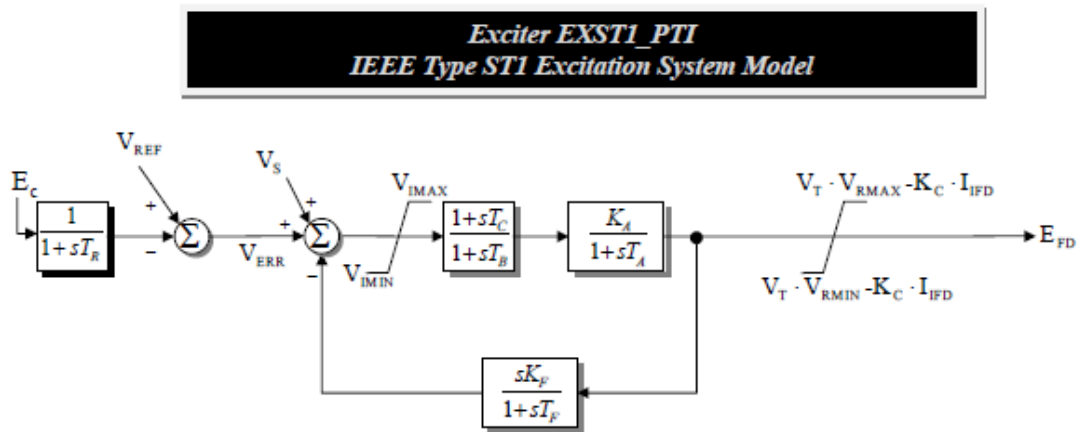 Exciter EXST1_PTI
IEEE Type ST1 Excitation System Model
V_REF
V_S
E_c
V_IMAX
V_T · V_RMAX -K_C · I_IFD
+
+
1
1+sT_R
Σ
+
Σ
1+sT_C
1+sT_B
K_A
1+sT_A
E_FD
−
V_ERR
−
V_IMIN
V_T · V_RMIN -K_C · I_IFD
sK_F
1+sT_F